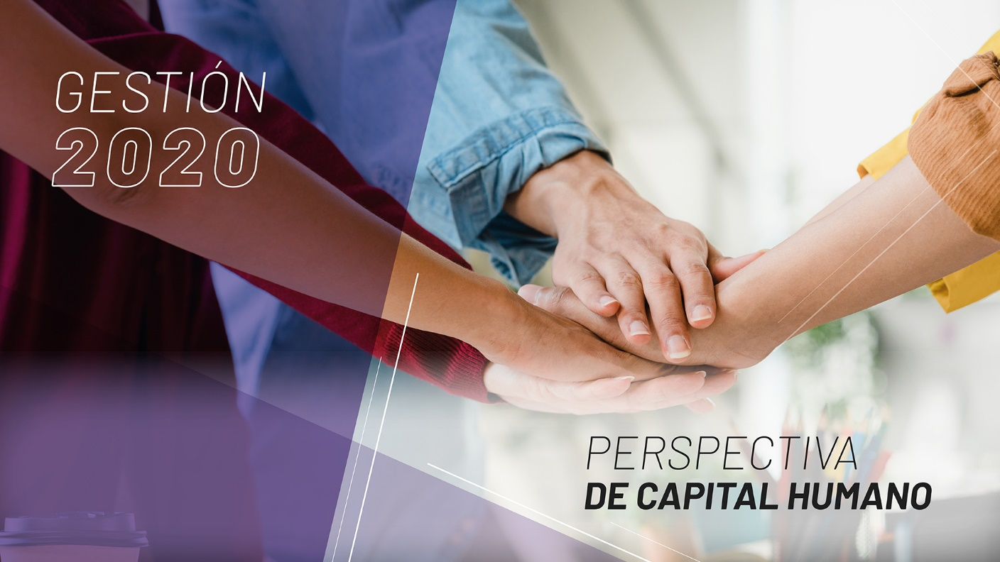 GESTIÓN
2020
PERSPECTIVA
DE CAPITAL HUMANO